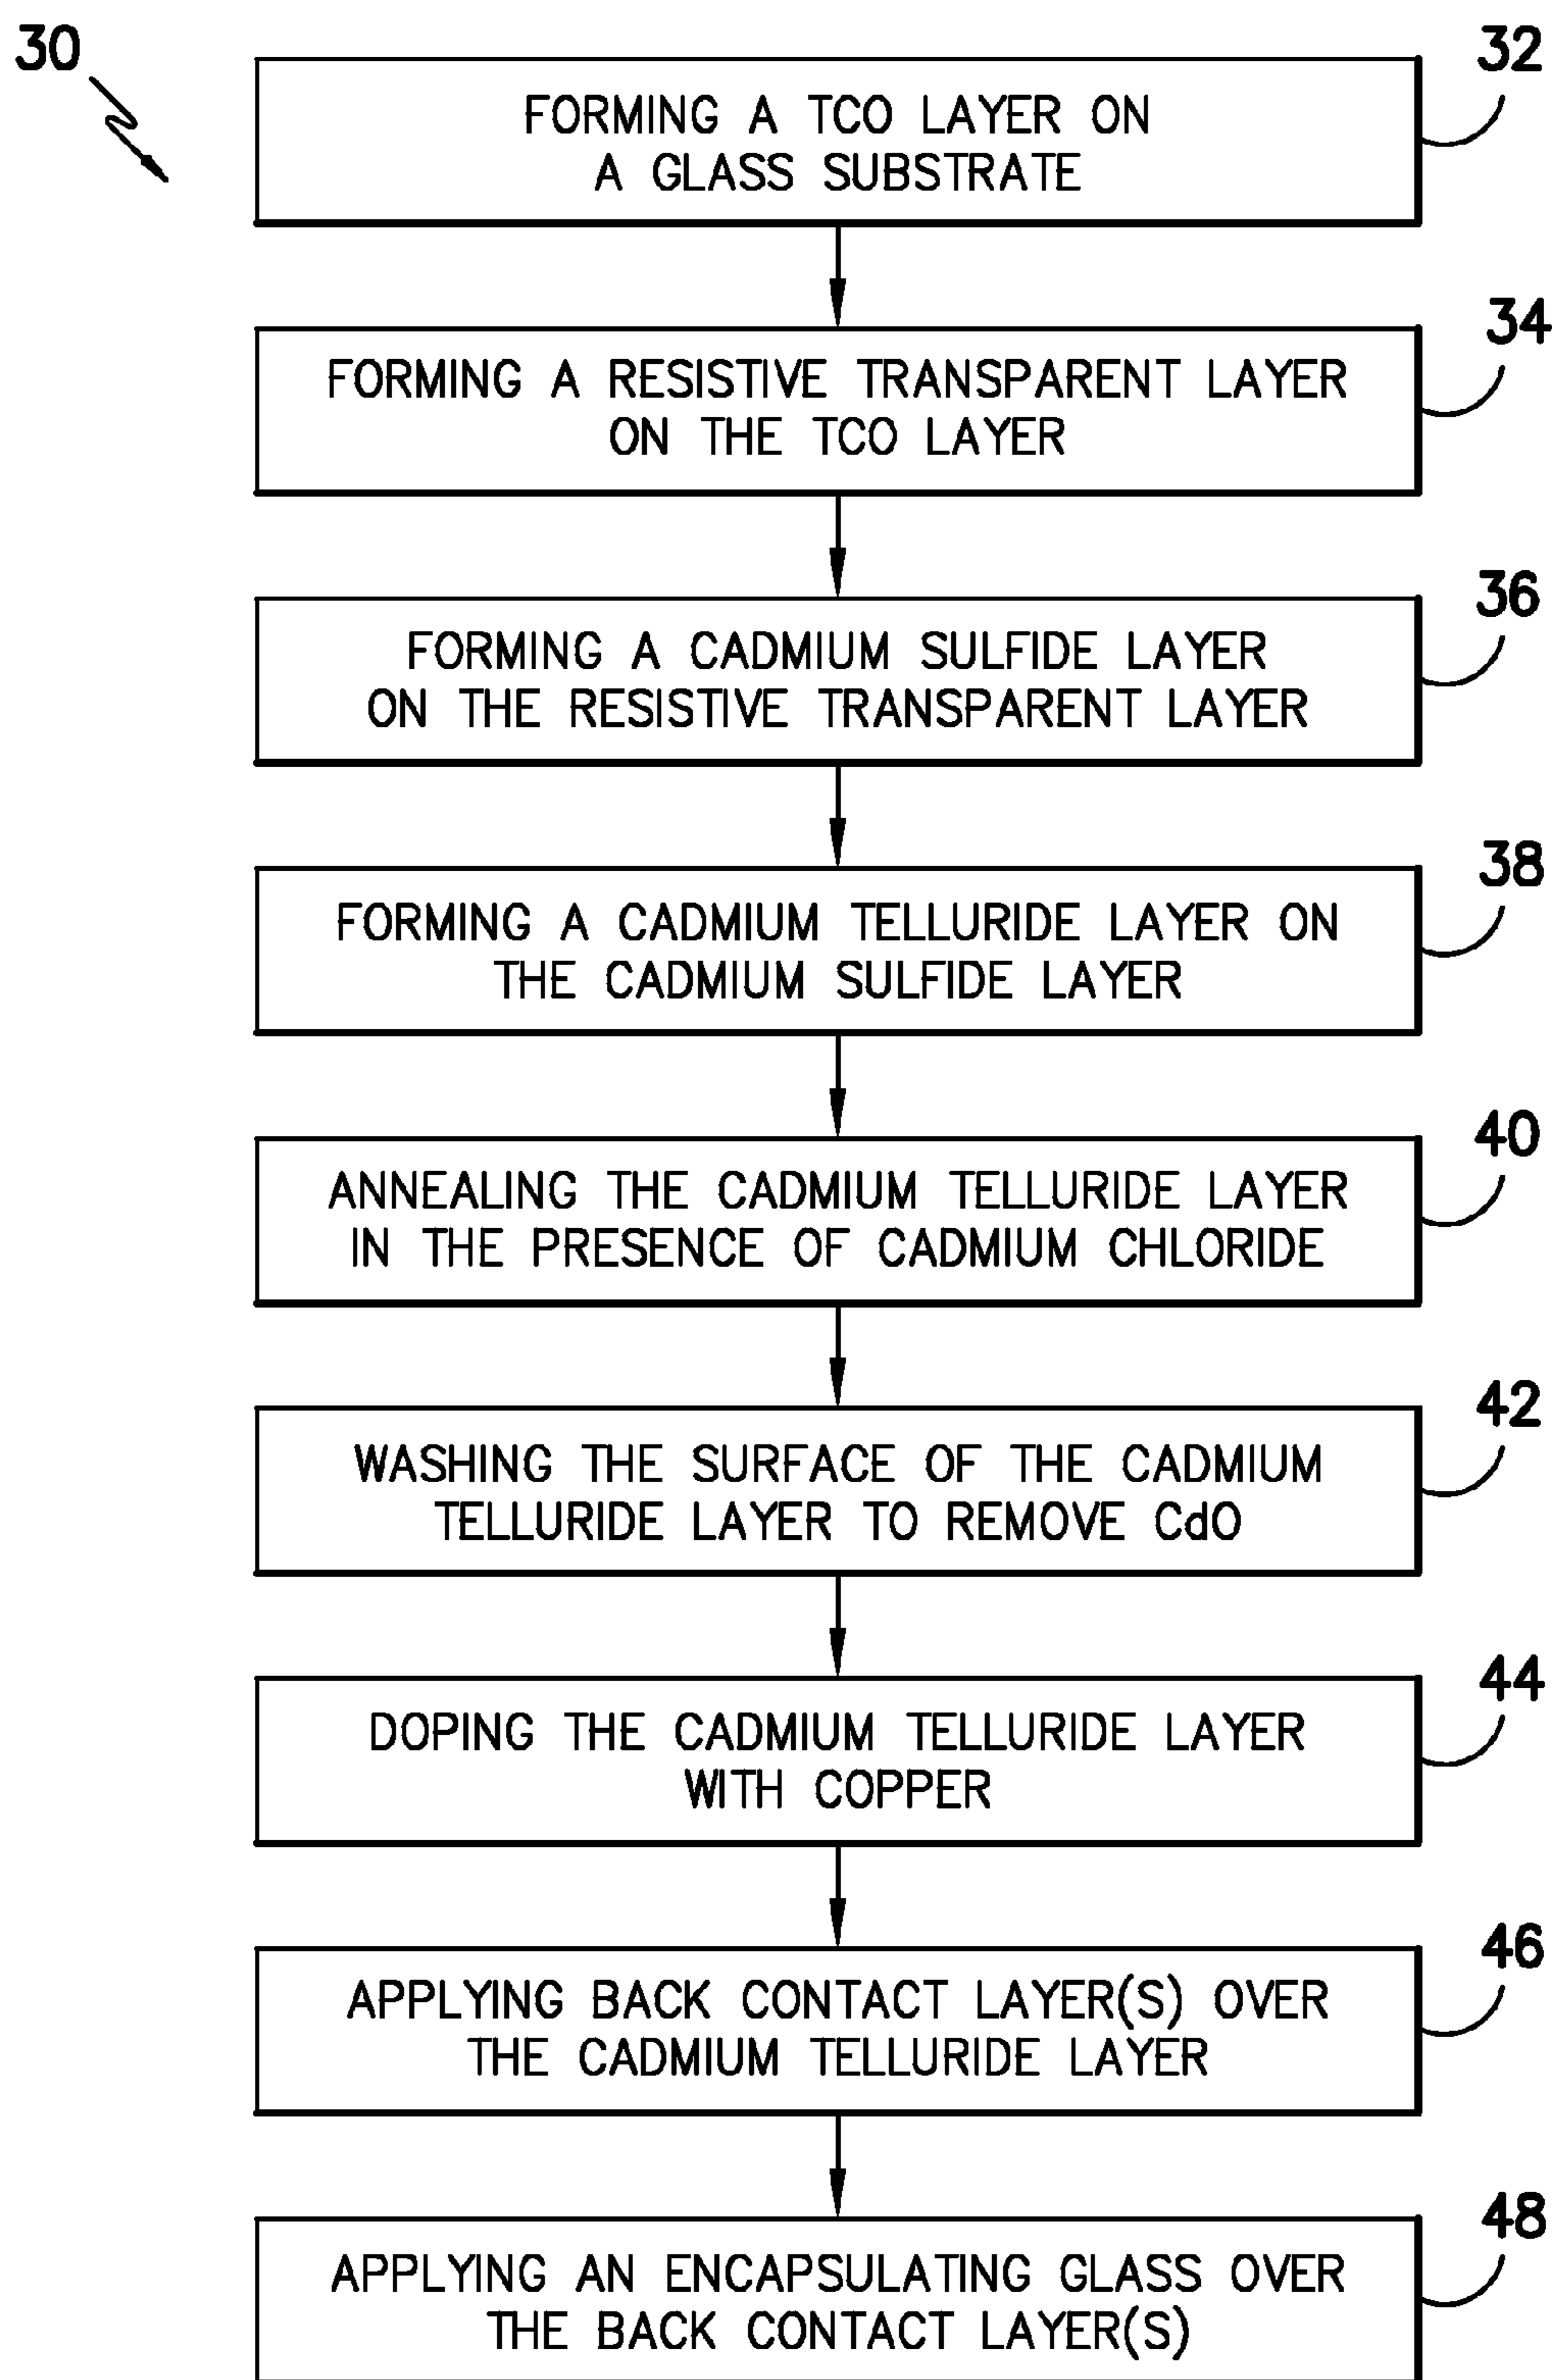 30
32
FORMING A TCO LAYER ON
A GLASS SUBSTRATE
34
FORMING A RESISTIVE TRANSPARENT LAYER
ON THE TCO LAYER
36
FORMING A CADMIUM SULFIDE LAYER
ON THE RESISTIVE TRANSPARENT LAYER
38
FORMING A CADMIUM TELLURIDE LAYER ON
THE CADMIUM SULFIDE LAYER
40
ANNEALING THE CADMIUM TELLURIDE LAYER
IN THE PRESENCE OF CADMIUM CHLORIDE
42
WASHING THE SURFACE OF THE CADMIUM
TELLURIDE LAYER TO REMOVE CdO
44
DOPING THE CADMIUM TELLURIDE LAYER
WITH COPPER
46
APPLYING BACK CONTACT LAYER(S) OVER
THE CADMIUM TELLURIDE LAYER
48
APPLYING AN ENCAPSULATING GLASS OVER
THE BACK CONTACT LAYER(S)